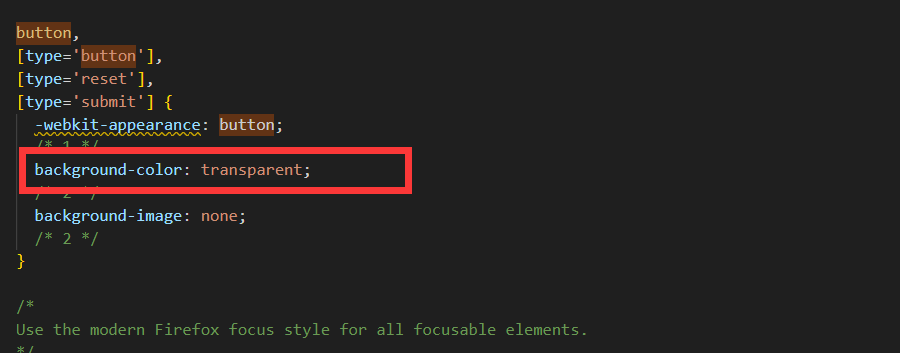 button,
[type='button'],
[type='reset'],
[type='submit'] {
-webkit-appearance: button;
/* 1 */
background-color: transparent;
/* 2 */
background-image: none;
/* 2 */
}
/*
Use the modern Firefox focus style for all focusable elements.
*/